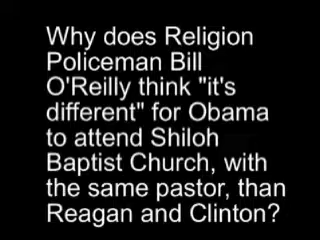 Why does Religion
Policeman Bill
O'Reilly think "it's
different" for Obama
to attend Shiloh
Baptist Church, with
the same pastor, than
Reagan and Clinton?